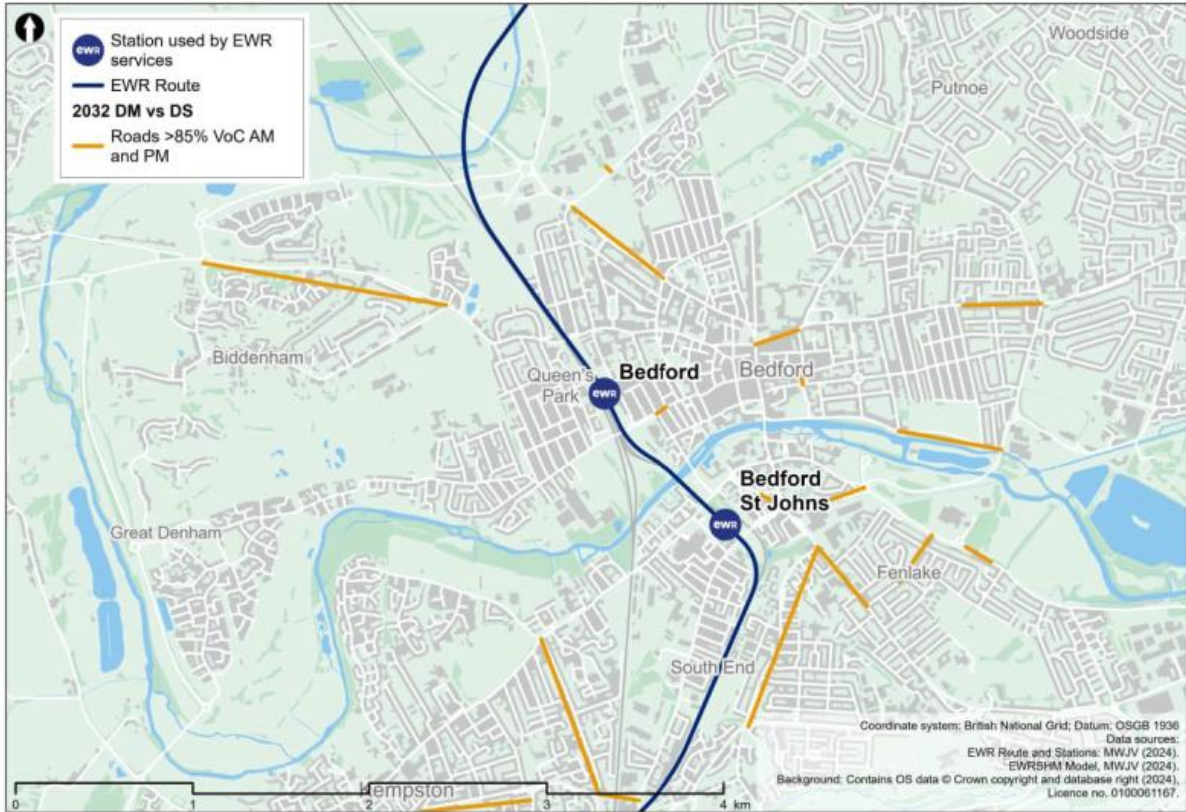 ewr
Station used by EWR
services
EWR Route
2032 DM vs DS
Roads >85% VoC AM
and PM
Woodside
Putnoe
Biddenham
Queen's
Park
Bedford
ewr
Bedford
Bedford
St Johns
ewr
Great Denham
Fenlake
South End
Kempston
0
1
2
3
4 km
Coordinate system: British National Grid; Datum: OSGB 1936
Data sources:
EWR Route and Stations: MWJV (2024).
EWRSHM Model, MWJV (2024).
Background: Contains OS data © Crown copyright and database right (2024),
Licence no. 0100061167.